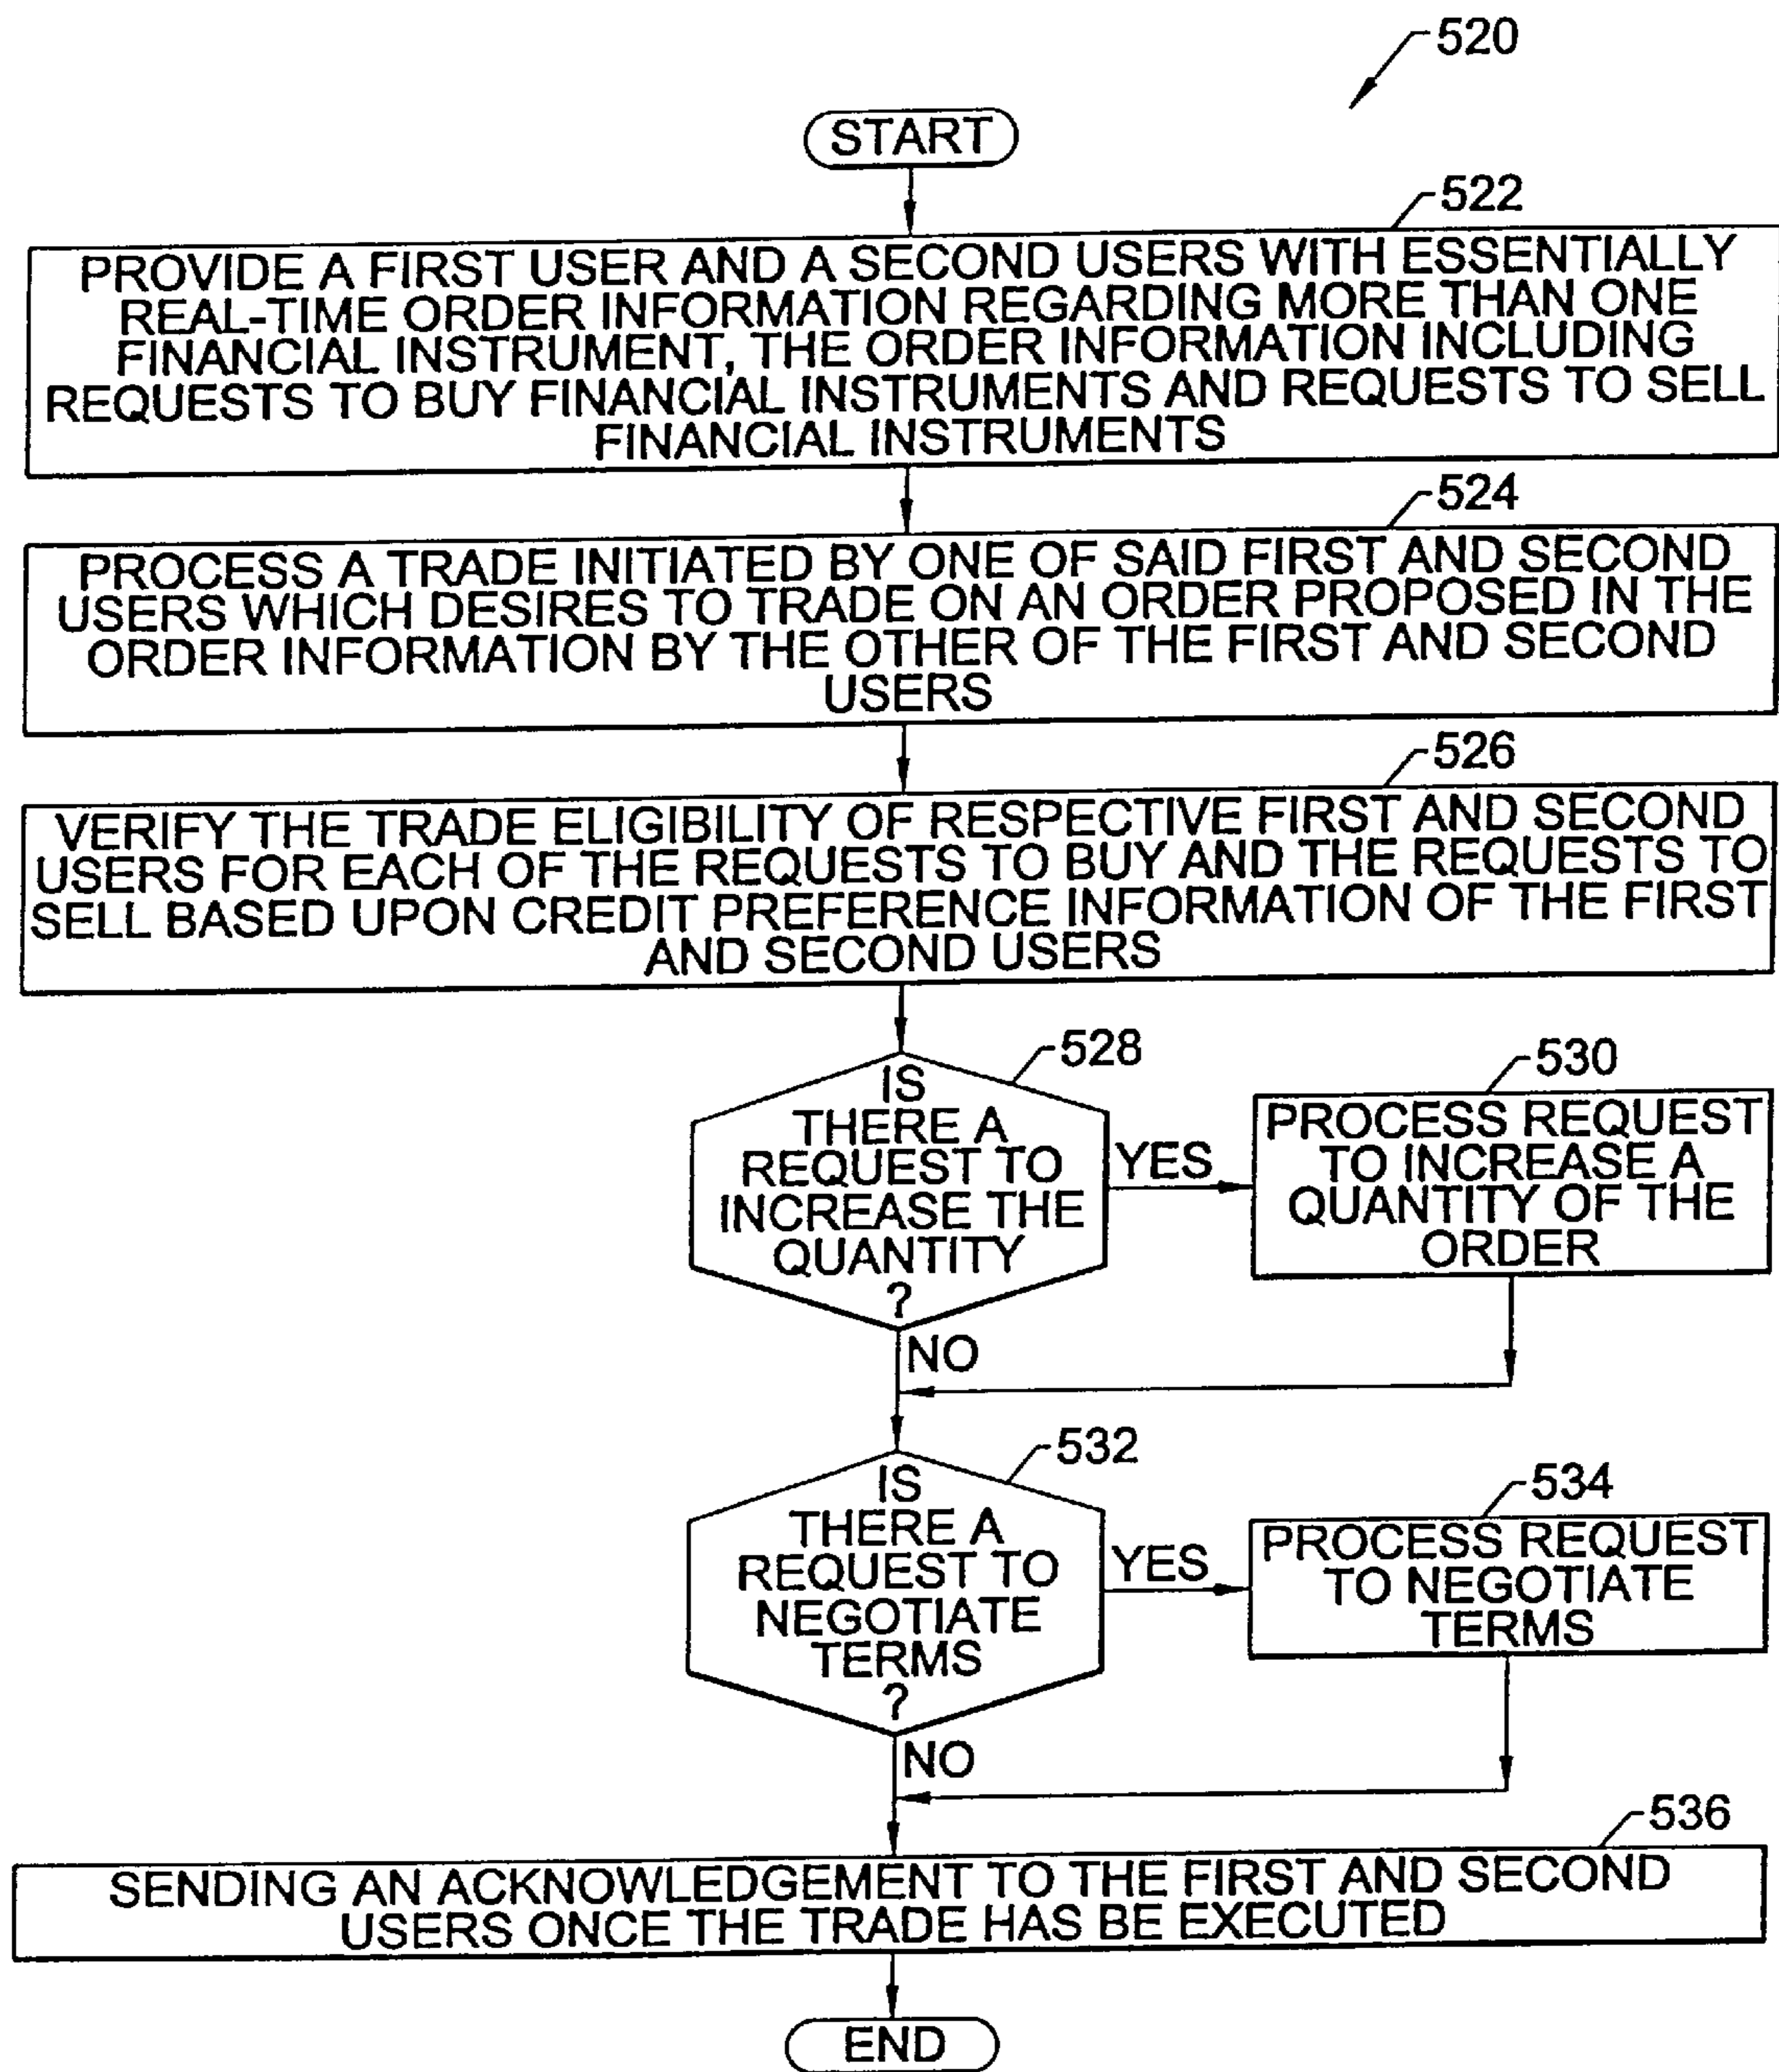 520
START
522
PROVIDE A FIRST USER AND A SECOND USERS WITH ESSENTIALLY
REAL-TIME ORDER INFORMATION REGARDING MORE THAN ONE
FINANCIAL INSTRUMENT, THE ORDER INFORMATION INCLUDING
REQUESTS TO BUY FINANCIAL INSTRUMENTS AND REQUESTS TO SELL
FINANCIAL INSTRUMENTS
524
PROCESS A TRADE INITIATED BY ONE OF SAID FIRST AND SECOND
USERS WHICH DESIRES TO TRADE ON AN ORDER PROPOSED IN THE
ORDER INFORMATION BY THE OTHER OF THE FIRST AND SECOND
USERS
526
VERIFY THE TRADE ELIGIBILITY OF RESPECTIVE FIRST AND SECOND
USERS FOR EACH OF THE REQUESTS TO BUY AND THE REQUESTS TO
SELL BASED UPON CREDIT PREFERENCE INFORMATION OF THE FIRST
AND SECOND USERS
528
IS
THERE A
REQUEST TO
INCREASE THE
QUANTITY
?
YES
530
PROCESS REQUEST
TO INCREASE A
QUANTITY OF THE
ORDER
NO
532
IS
THERE A
REQUEST TO
NEGOTIATE
TERMS
?
YES
534
PROCESS REQUEST
TO NEGOTIATE
TERMS
NO
536
SENDING AN ACKNOWLEDGEMENT TO THE FIRST AND SECOND
USERS ONCE THE TRADE HAS BE EXECUTED
END